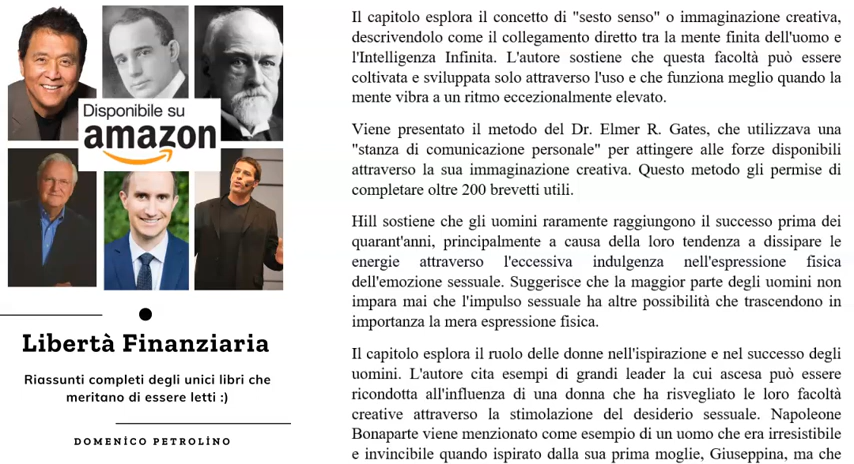 Disponibile su
amazon
Libertà Finanziaria
Riassunti completi degli unici libri che
meritano di essere letti :)
DOMENİCO PETROLİNO
Il capitolo esplora il concetto di "sesto senso" o immaginazione creativa,
descrivendolo come il collegamento diretto tra la mente finita dell'uomo e
l'Intelligenza Infinita. L'autore sostiene che questa facoltà può essere
coltivata e sviluppata solo attraverso l'uso e che funziona meglio quando la
mente vibra a un ritmo eccezionalmente elevato.
Viene presentato il metodo del Dr. Elmer R. Gates, che utilizzava una
"stanza di comunicazione personale" per attingere alle forze disponibili
attraverso la sua immaginazione creativa. Questo metodo gli permise di
completare oltre 200 brevetti utili.
Hill sostiene che gli uomini raramente raggiungono il successo prima dei
quarant'anni, principalmente a causa della loro tendenza a dissipare le
energie attraverso l'eccessiva indulgenza nell'espressione fisica
dell'emozione sessuale. Suggerisce che la maggior parte degli uomini non
impara mai che l'impulso sessuale ha altre possibilità che trascendono in
importanza la mera espressione fisica.
Il capitolo esplora il ruolo delle donne nell'ispirazione e nel successo degli
uomini. L'autore cita esempi di grandi leader la cui ascesa può essere
ricondotta all'influenza di una donna che ha risvegliato le loro facoltà
creative attraverso la stimolazione del desiderio sessuale. Napoleone
Bonaparte viene menzionato come esempio di un uomo che era irresistibile
e invincibile quando ispirato dalla sua prima moglie, Giuseppina, ma che